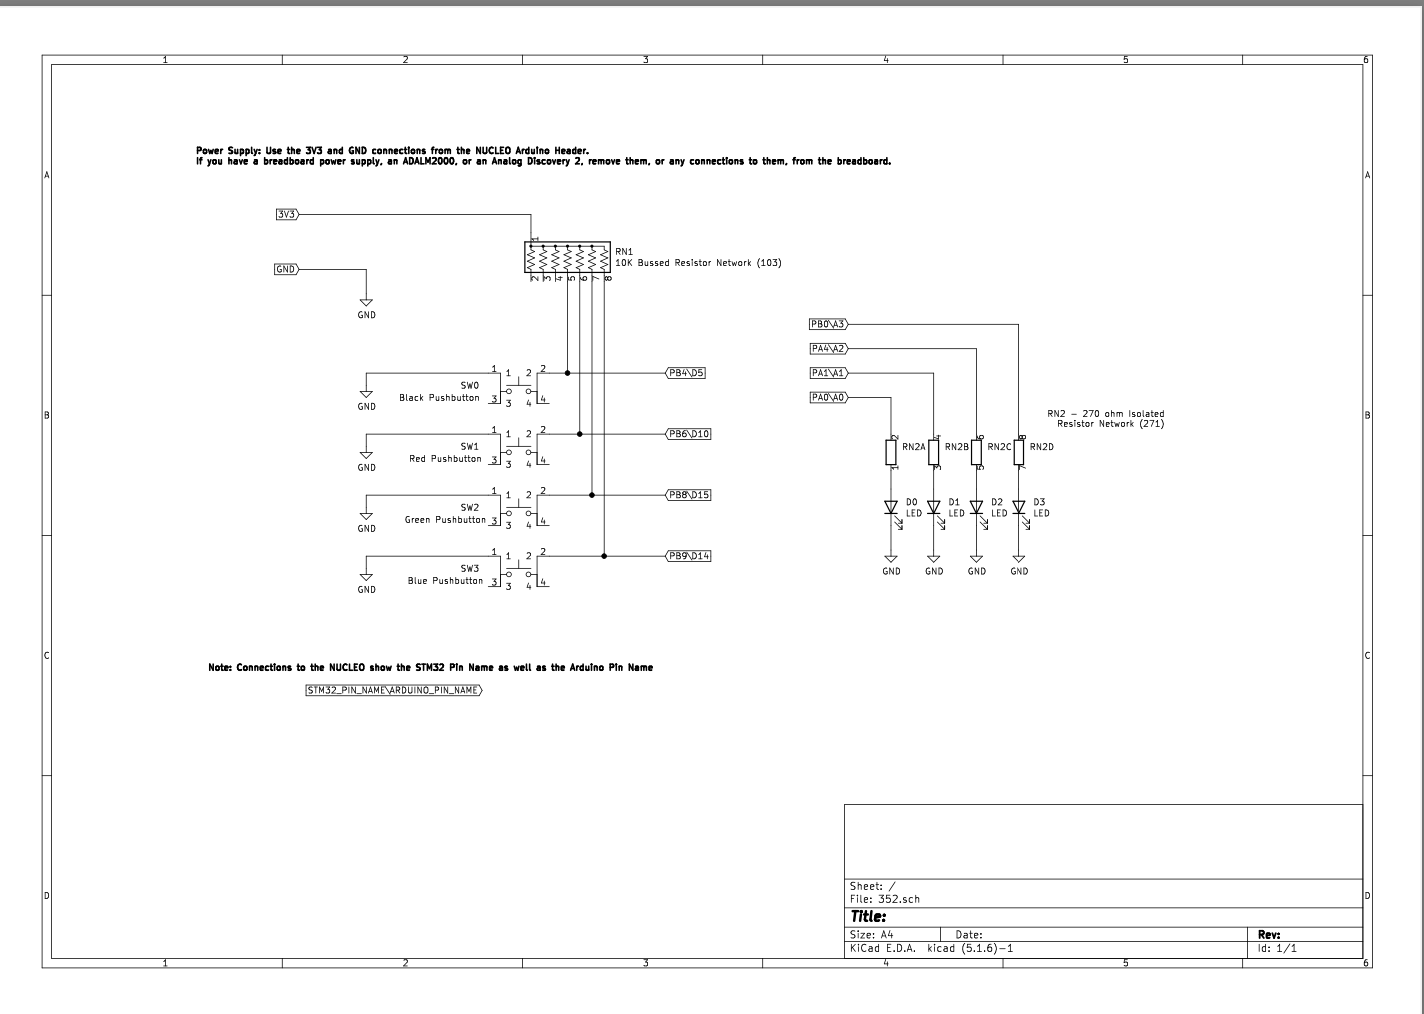 1 2 3 4 5 6
A A
B B
C C
D D
Power Supply: Use the 3V3 and GND connections from the NUCLEO Arduino Header.
If you have a breadboard power supply, an ADALM2000, or an Analog Discovery 2, remove them, or any connections to them, from the breadboard.
3V3
GND
GND
1
RN1
10K Bussed Resistor Network (103)
2 3 4 5 6 7 8
1 1 2 2
SW0
Black Pushbutton
3 3 4 4
GND
PB4\D5
1 1 2 2
SW1
Red Pushbutton
3 3 4 4
GND
PB6\D10
1 1 2 2
SW2
Green Pushbutton
3 3 4 4
GND
PB8\D15
1 1 2 2
SW3
Blue Pushbutton
3 3 4 4
GND
PB9\D14
PB0\A3
PA4\A2
PA1\A1
PA0\A0
RN2 - 270 ohm Isolated
Resistor Network (271)
2 4 6 8
RN2A RN2B RN2C RN2D
1 3 5 7
D0 D1 D2 D3
LED LED LED LED
GND GND GND GND
Note: Connections to the NUCLEO show the STM32 Pin Name as well as the Arduino Pin Name
STM32_PIN_NAME\ARDUINO_PIN_NAME
Sheet: /
File: 352.sch
Title:
Size: A4 Date: Rev:
KiCad E.D.A. kicad (5.1.6)-1 Id: 1/1
1 2 3 4 5 6